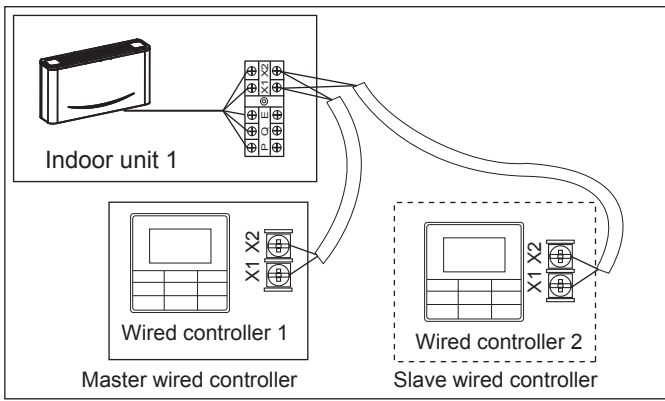 X1 X2
P Q E
Indoor unit 1
X1 X2
X1 X2
Wired controller 1
Wired controller 2
Master wired controller
Slave wired controller